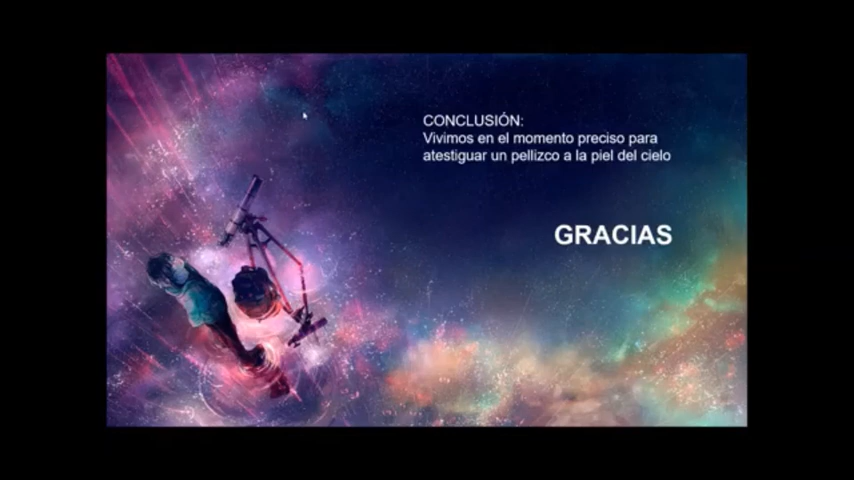 CONCLUSIÓN:
Vivimos en el momento preciso para
atestiguar un pellizco a la piel del cielo
GRACIAS